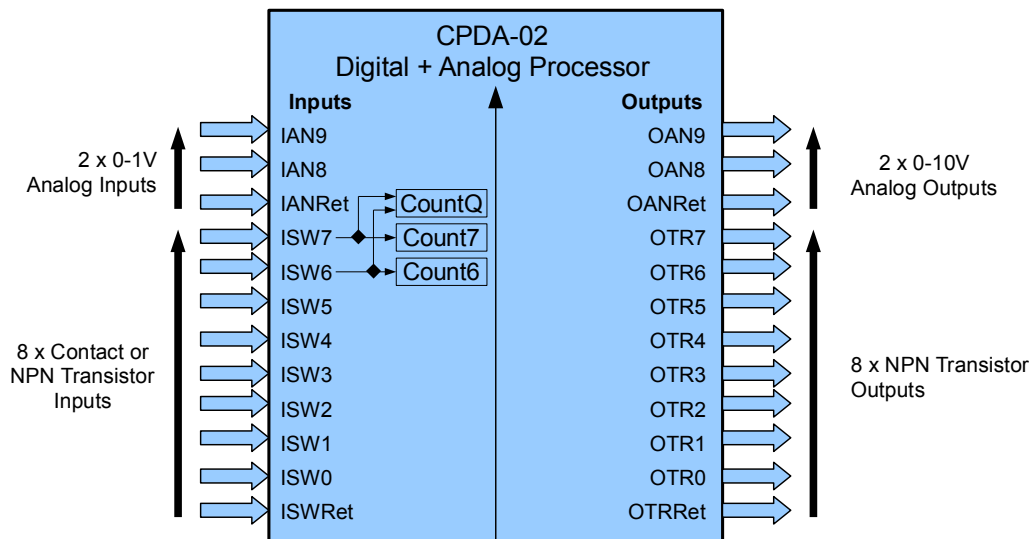 CPDA-02
Digital + Analog Processor
Inputs
Outputs
2 x 0-1V
Analog Inputs
8 x Contact or
NPN Transistor
Inputs
IAN9
IAN8
IANRet
ISW7
ISW6
ISW5
ISW4
ISW3
ISW2
ISW1
ISW0
ISWRet
CountQ
Count7
Count6
OAN9
OAN8
OANRet
OTR7
OTR6
OTR5
OTR4
OTR3
OTR2
OTR1
OTR0
OTRRet
2 x 0-10V
Analog Outputs
8 x NPN Transistor
Outputs